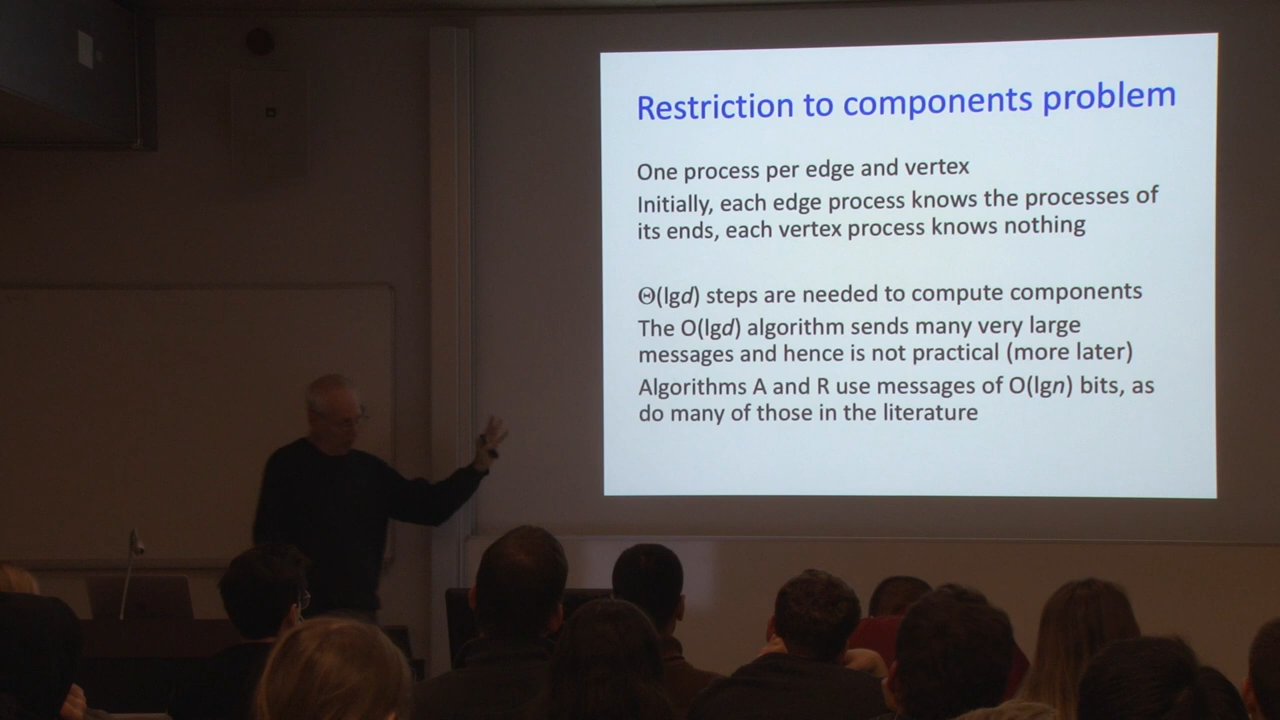 Restriction to components problem
One process per edge and vertex
Initially, each edge process knows the processes of
its ends, each vertex process knows nothing
Θ(lgd) steps are needed to compute components
The O(lgd) algorithm sends many very large
messages and hence is not practical (more later)
Algorithms A and R use messages of O(lgn) bits, as
do many of those in the literature